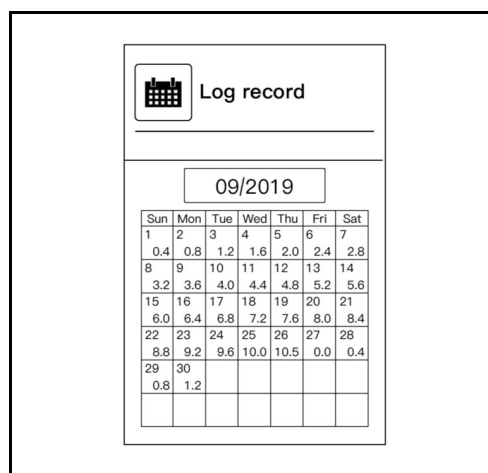 Log record
09/2019
Sun Mon Tue Wed Thu Fri Sat
1 2 3 4 5 6 7
0.4 0.8 1.2 1.6 2.0 2.4 2.8
8 9 10 11 12 13 14
3.2 3.6 4.0 4.4 4.8 5.2 5.6
15 16 17 18 19 20 21
6.0 6.4 6.8 7.2 7.6 8.0 8.4
22 23 24 25 26 27 28
8.8 9.2 9.6 10.0 10.5 0.0 0.4
29 30
0.8 1.2